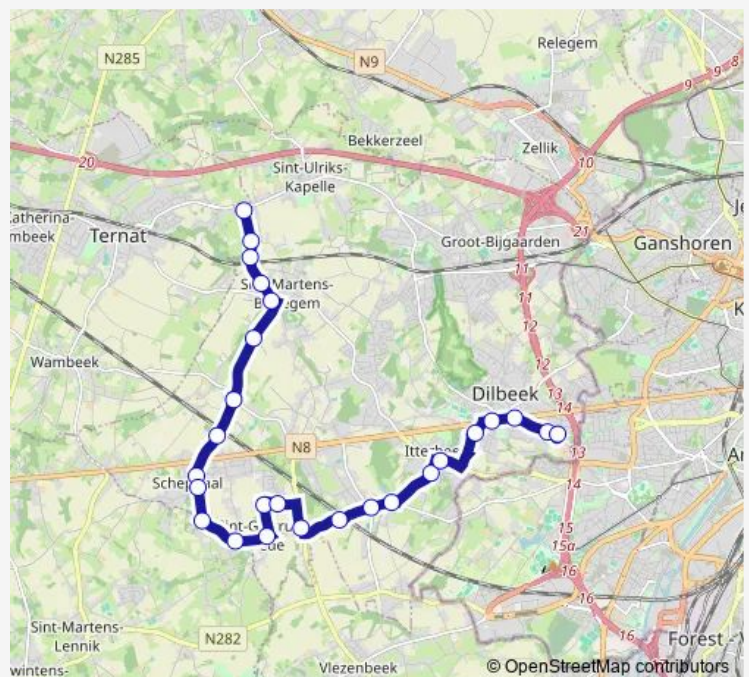 N285
N9
Relegem
9
8
20
Bekkerzeel
Zellik
10
Sint-Ulriks-
Kapelle
mbeek
Ternat
21
Groot-Bijgaarden
Ganshoren
11
11
12
Wambeek
12
Dilbeek
13
14
N8
13
14
15
15a
16
16
Sint-Martens-
Lennik
N282
16
Forest -
Vlezenbeek
wintens-
© OpenStreetMap contributors